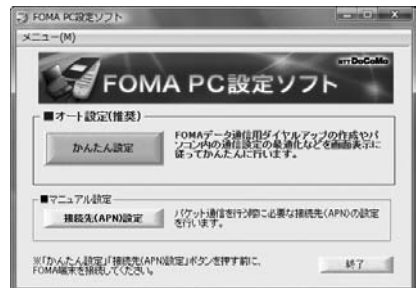 FOMA PC設定ソフト
メニュー(M)
NTT DoCoMo
FOMA PC設定ソフト
■オート設定(推奨)
かんたん設定
FOMAデータ通信用ダイヤルアップの作成やパ
ソコン内の通信設定の最適化などを画面表示に
従ってかんたんに行います。
■マニュアル設定
接続先(APN)設定
パケット通信を行う際に必要な接続先(APN)の設定
を行います。
※「かんたん設定」「接続先(APN)設定」ボタンを押す前に、
FOMA端末を接続してください。
終了